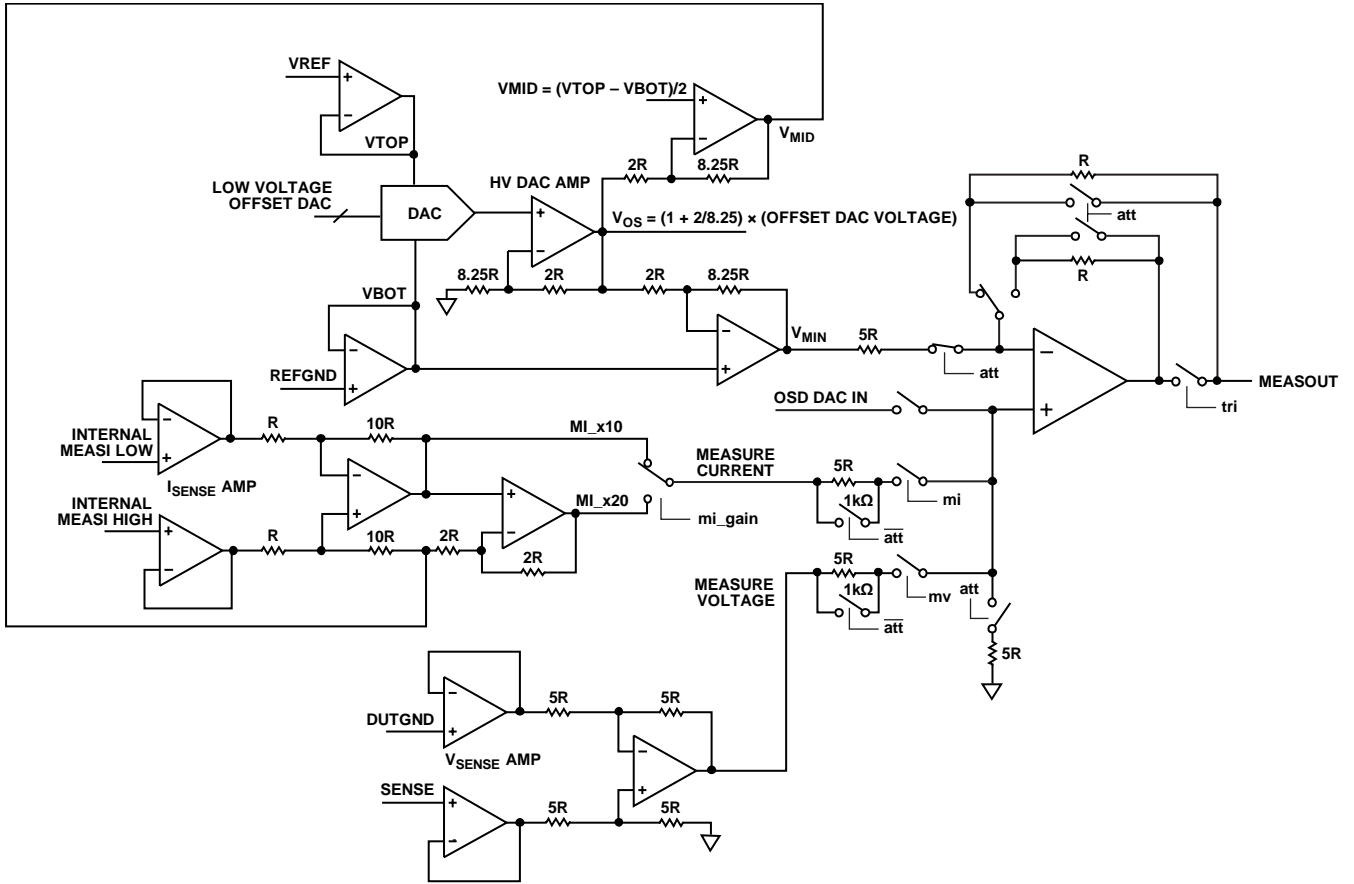 VREF
+
−
VTOP
VMID = (VTOP – VBOT)/2
+
−
VMID
2R
8.25R
LOW VOLTAGE
OFFSET DAC
DAC
HV DAC AMP
+
−
VOS = (1 + 2/8.25) × (OFFSET DAC VOLTAGE)
R
att
R
8.25R
2R
2R
8.25R
VBOT
−
+
REFGND
−
+
VMIN
5R
att
−
+
tri
MEASOUT
OSD DAC IN
INTERNAL
MEASI LOW
−
+
R
10R
MI_x10
ISENSE AMP
−
+
MEASURE
CURRENT
5R
1kΩ
att
mi
INTERNAL
MEASI HIGH
+
−
R
10R
2R
+
−
2R
MI_x20
mi_gain
MEASURE
VOLTAGE
5R
1kΩ
att
mv
att
5R
−
+
DUTGND
5R
5R
VSENSE AMP
−
+
SENSE
+
−
5R
5R